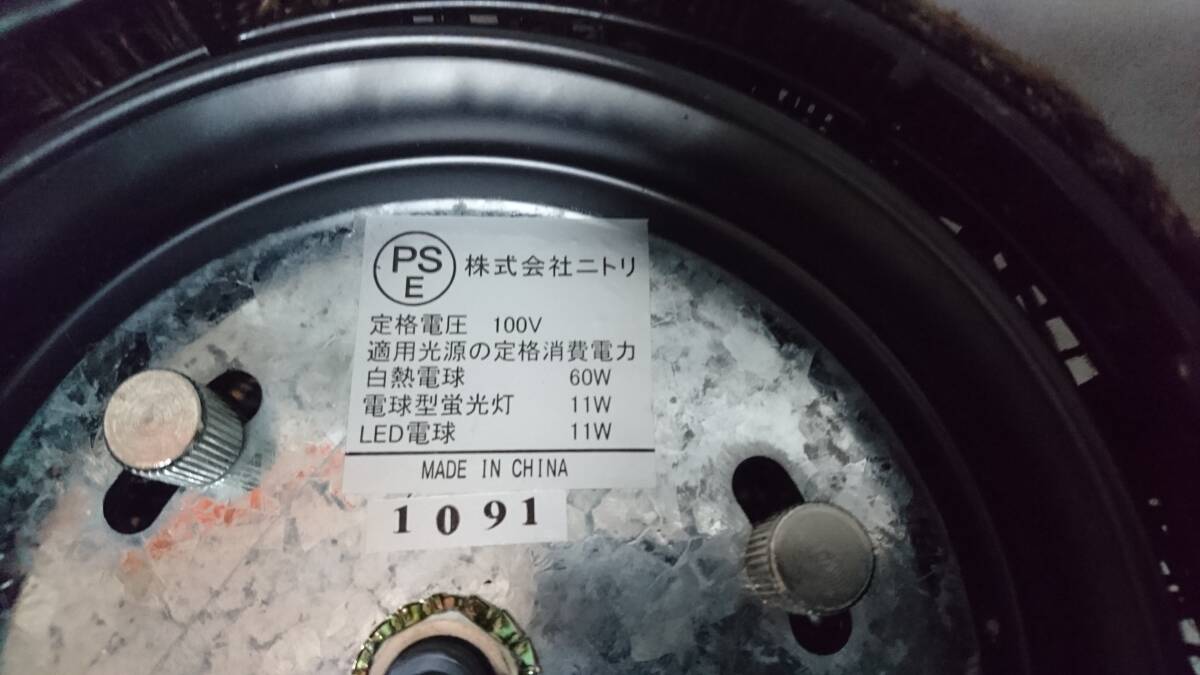 PS
E
株式会社ニトリ
定格電圧 100V
適用光源の定格消費電力
白熱電球 60W
電球型蛍光灯 11W
LED電球 11W
MADE IN CHINA
1091